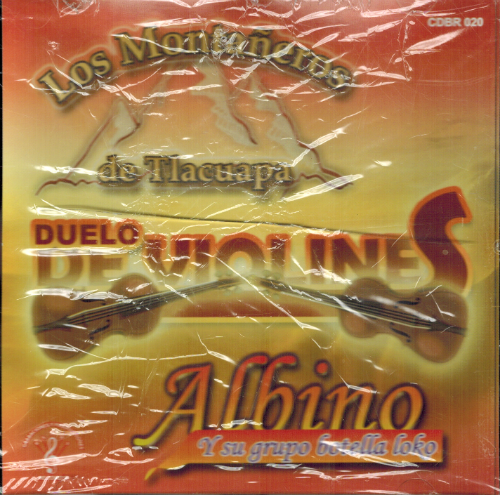 CDBR 020
Los Montañeros
de Tlacuapa
DUELO
DE VIOLINES
Albino
Y su grupo botella loko